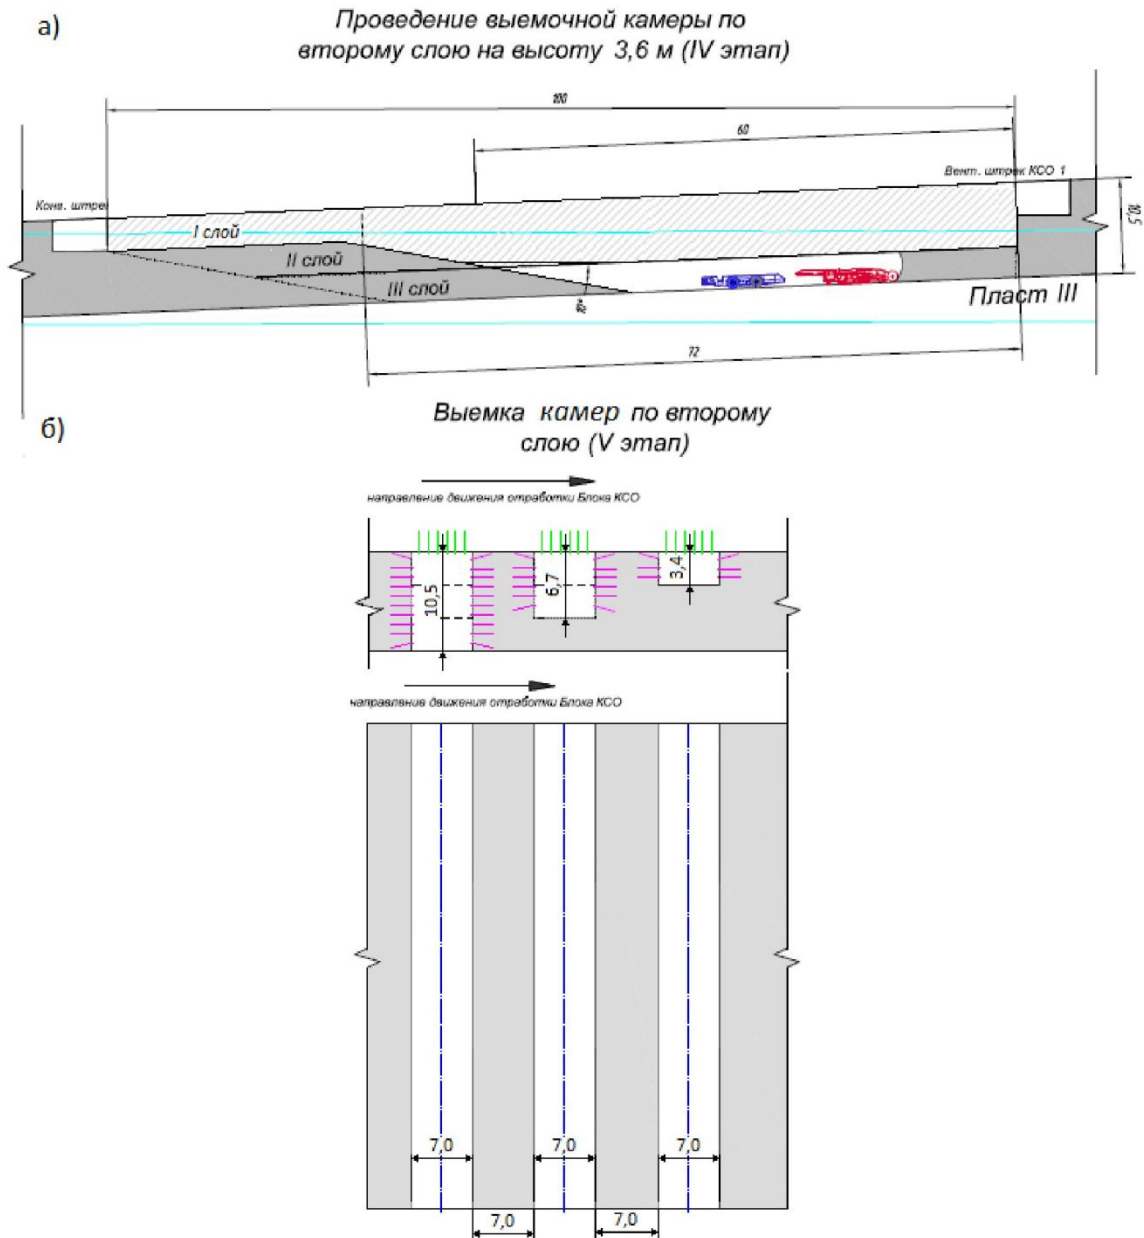 а)
Проведение выемочной камеры по
второму слою на высоту 3,6 м (IV этап)
100
60
Вент. штрек КСО 1
Конв. штрек
10,5
I слой
II слой
III слой
10°
Пласт III
72
б)
Выемка камер по второму
слою (V этап)
направление движения отработки Блока КСО
10,5
6,7
3,4
направление движения отработки Блока КСО
7,0
7,0
7,0
7,0
7,0